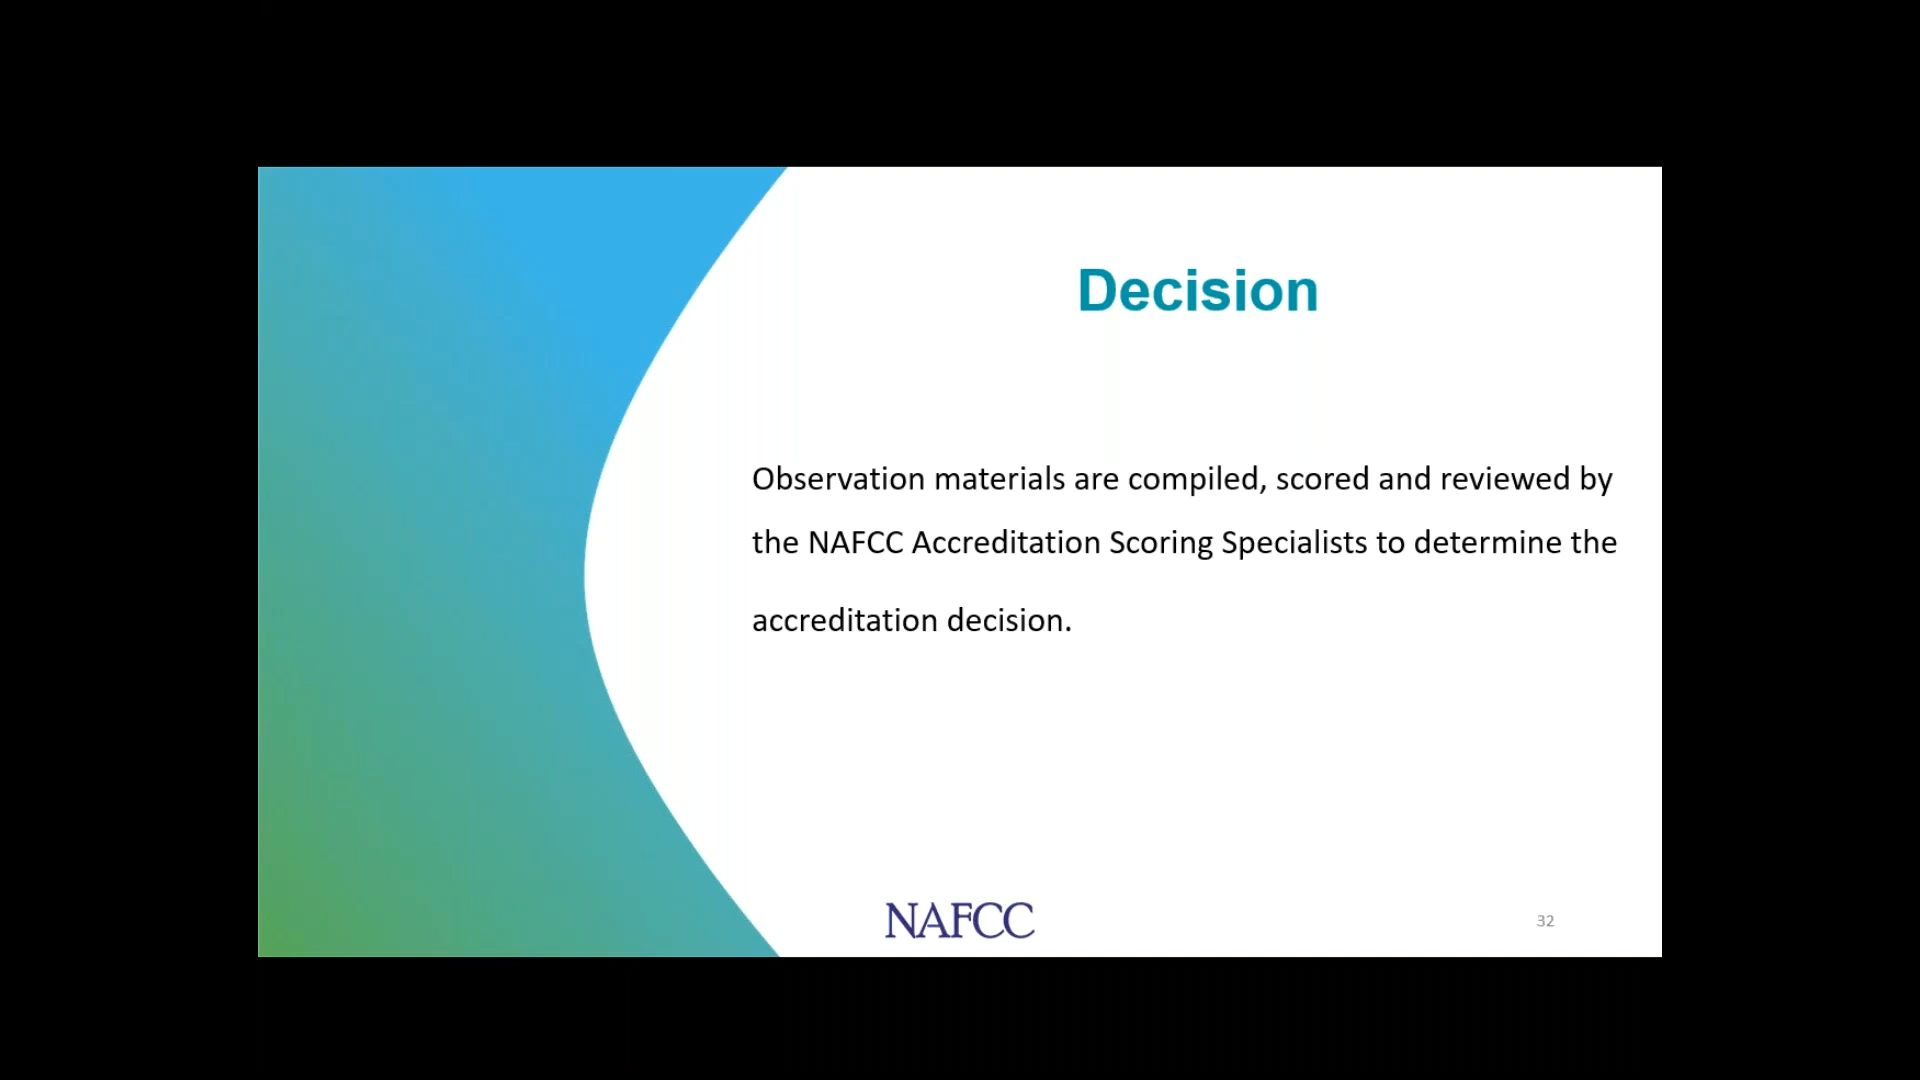 Decision
Observation materials are compiled, scored and reviewed by
the NAFCC Accreditation Scoring Specialists to determine the
accreditation decision.
NAFCC
32